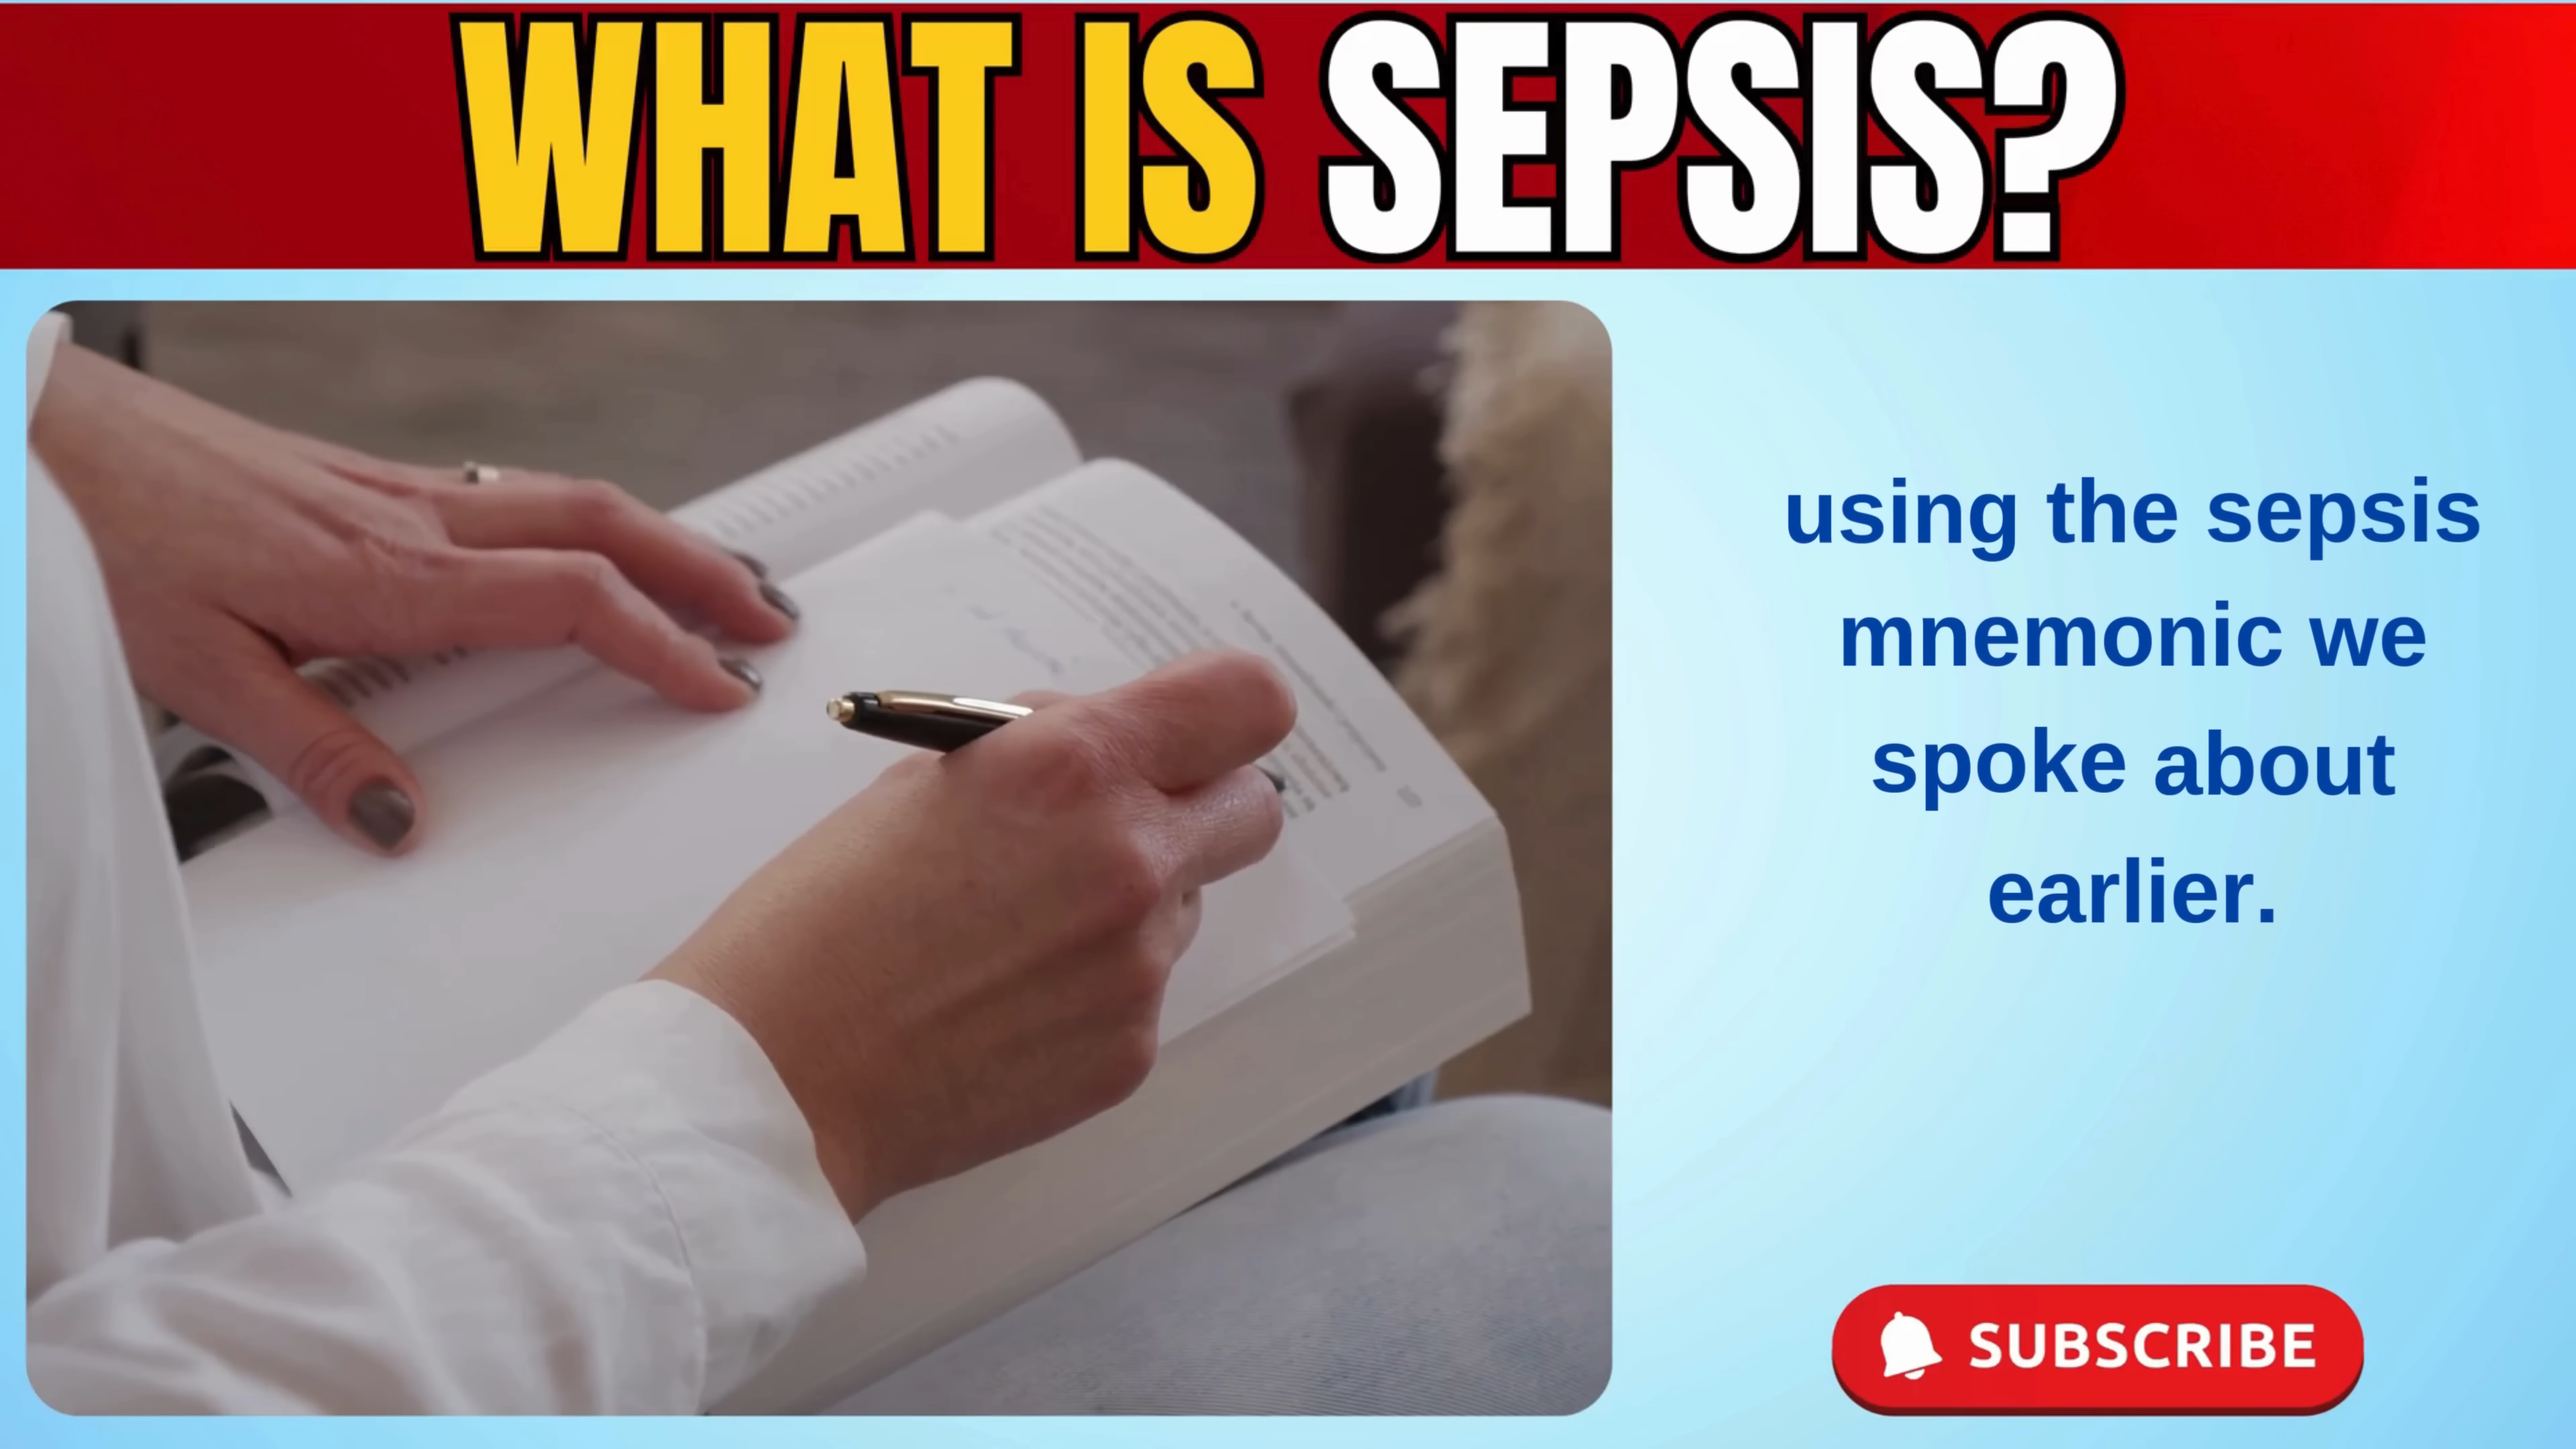 WHAT IS SEPSIS?
using the sepsis
mnemonic we
spoke about
earlier.
SUBSCRIBE